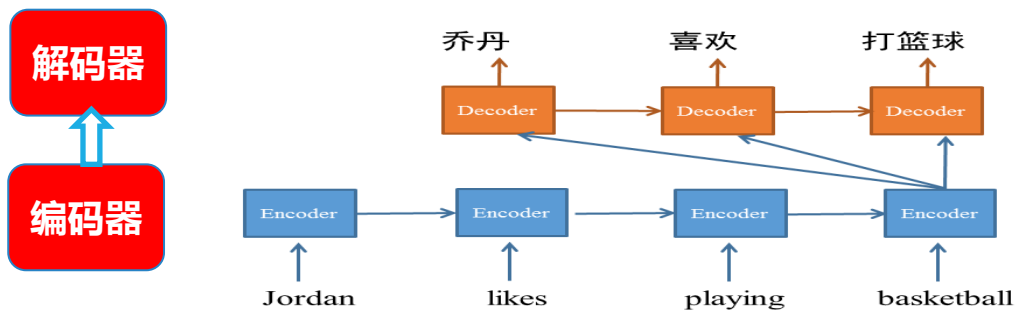 解码器
编码器
乔丹 喜欢 打篮球
Decoder Decoder Decoder
Encoder Encoder Encoder Encoder
Jordan likes playing basketball